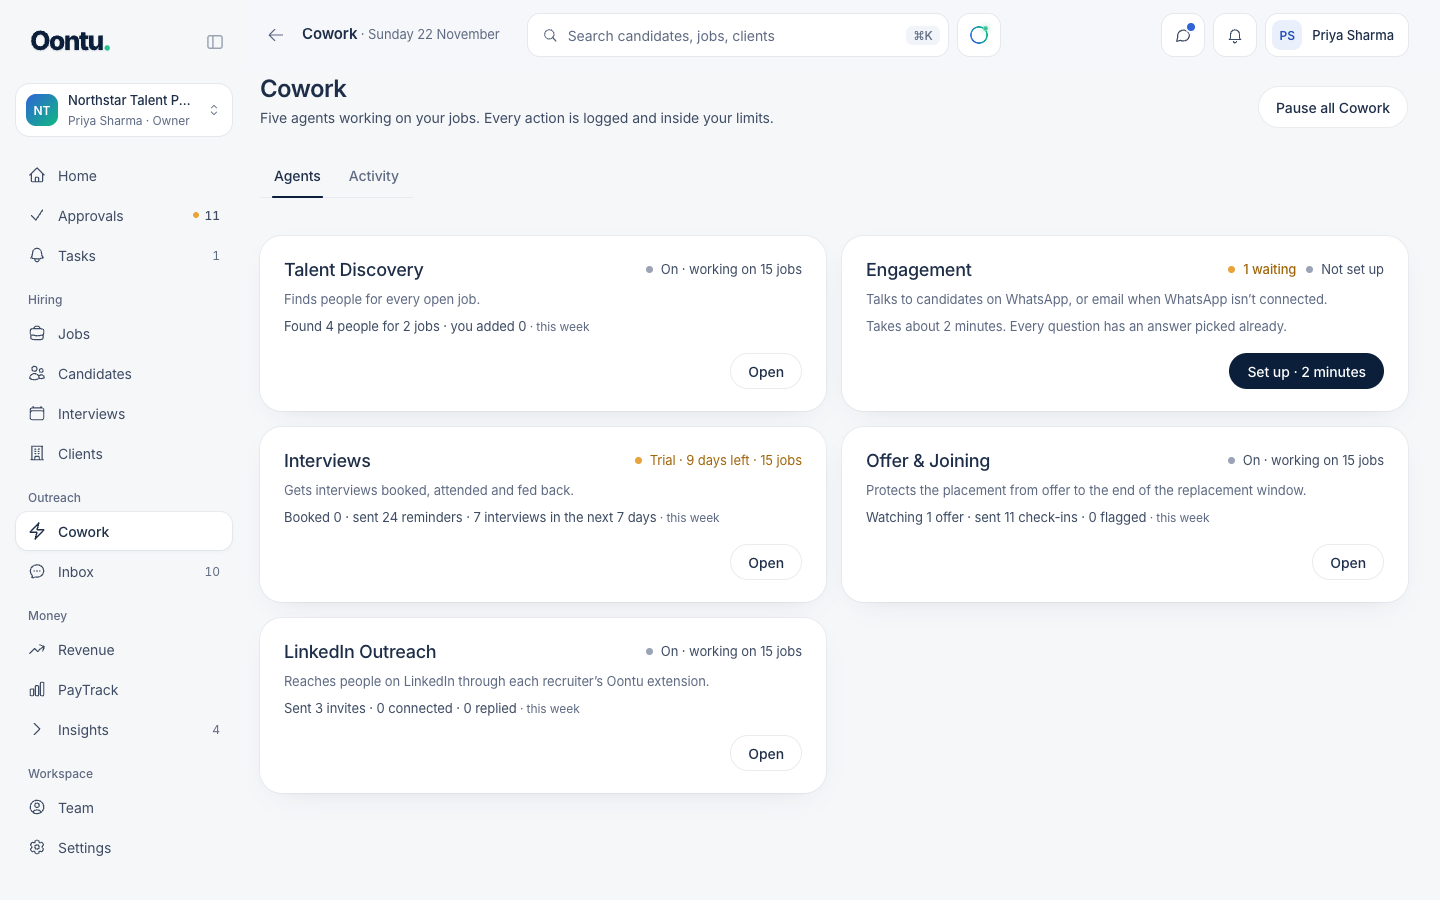 Oontu.
Northstar Talent P...
NT
Priya Sharma · Owner
Home
Approvals 11
Tasks 1
Hiring
Jobs
Candidates
Interviews
Clients
Outreach
Cowork
Inbox 10
Money
Revenue
PayTrack
Insights 4
Workspace
Team
Settings
Cowork · Sunday 22 November
Search candidates, jobs, clients ⌘K
PS Priya Sharma
Cowork
Five agents working on your jobs. Every action is logged and inside your limits.
Pause all Cowork
Agents Activity
Talent Discovery On · working on 15 jobs
Finds people for every open job.
Found 4 people for 2 jobs · you added 0 · this week
Open
Engagement 1 waiting Not set up
Talks to candidates on WhatsApp, or email when WhatsApp isn’t connected.
Takes about 2 minutes. Every question has an answer picked already.
Set up · 2 minutes
Interviews Trial · 9 days left · 15 jobs
Gets interviews booked, attended and fed back.
Booked 0 · sent 24 reminders · 7 interviews in the next 7 days · this week
Open
Offer & Joining On · working on 15 jobs
Protects the placement from offer to the end of the replacement window.
Watching 1 offer · sent 11 check-ins · 0 flagged · this week
Open
LinkedIn Outreach On · working on 15 jobs
Reaches people on LinkedIn through each recruiter’s Oontu extension.
Sent 3 invites · 0 connected · 0 replied · this week
Open